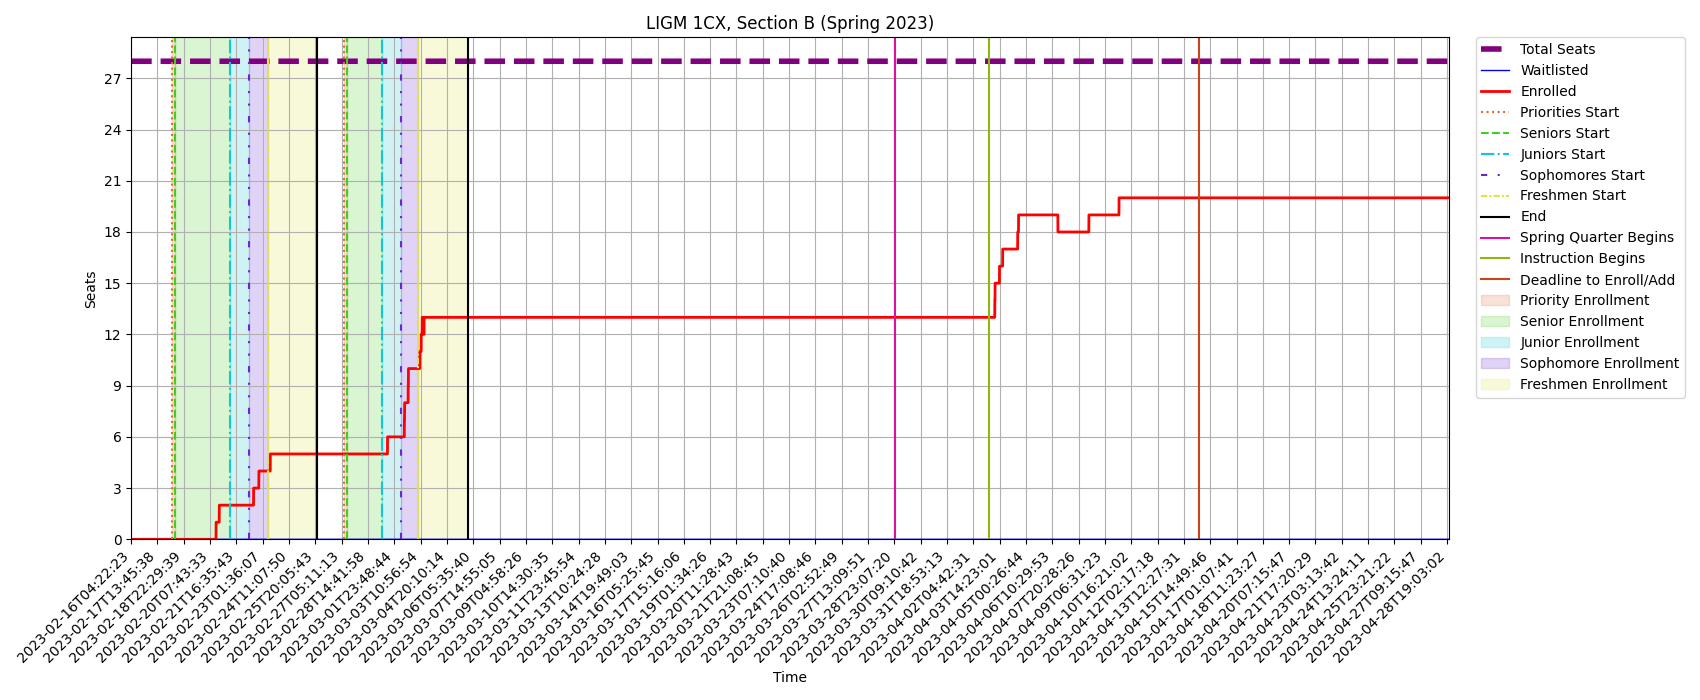 LIGM 1CX, Section B (Spring 2023)
Seats
27
24
21
18
15
12
9
6
3
0
2023-02-16T04:22:23
2023-02-17T13:45:38
2023-02-18T22:29:39
2023-02-20T07:43:33
2023-02-21T16:35:43
2023-02-23T01:36:07
2023-02-24T11:07:50
2023-02-25T20:05:43
2023-02-27T05:11:13
2023-02-28T14:41:58
2023-03-01T23:48:44
2023-03-03T10:56:54
2023-03-04T20:10:14
2023-03-06T05:35:40
2023-03-07T14:55:05
2023-03-09T04:58:26
2023-03-10T14:30:35
2023-03-11T23:45:54
2023-03-13T10:24:28
2023-03-14T19:49:03
2023-03-16T05:25:45
2023-03-17T15:16:06
2023-03-19T01:34:26
2023-03-20T11:28:43
2023-03-21T21:08:45
2023-03-23T07:10:40
2023-03-24T17:08:46
2023-03-26T02:52:49
2023-03-27T13:09:51
2023-03-28T23:07:20
2023-03-30T09:10:42
2023-03-31T18:53:13
2023-04-02T04:42:31
2023-04-03T14:23:01
2023-04-05T00:26:44
2023-04-06T10:29:53
2023-04-07T20:28:26
2023-04-09T06:31:23
2023-04-10T16:21:02
2023-04-12T02:17:18
2023-04-13T12:27:31
2023-04-15T14:49:46
2023-04-17T01:07:41
2023-04-18T11:23:27
2023-04-20T07:15:47
2023-04-21T17:20:29
2023-04-23T03:13:42
2023-04-24T13:24:11
2023-04-25T23:21:22
2023-04-27T09:15:47
2023-04-28T19:03:02
Time
Total Seats
Waitlisted
Enrolled
Priorities Start
Seniors Start
Juniors Start
Sophomores Start
Freshmen Start
End
Spring Quarter Begins
Instruction Begins
Deadline to Enroll/Add
Priority Enrollment
Senior Enrollment
Junior Enrollment
Sophomore Enrollment
Freshmen Enrollment